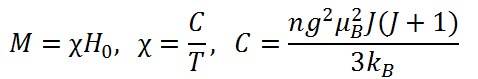 M = χH₀, χ = C/T, C = ng²μ_B²J(J + 1)/3k_B